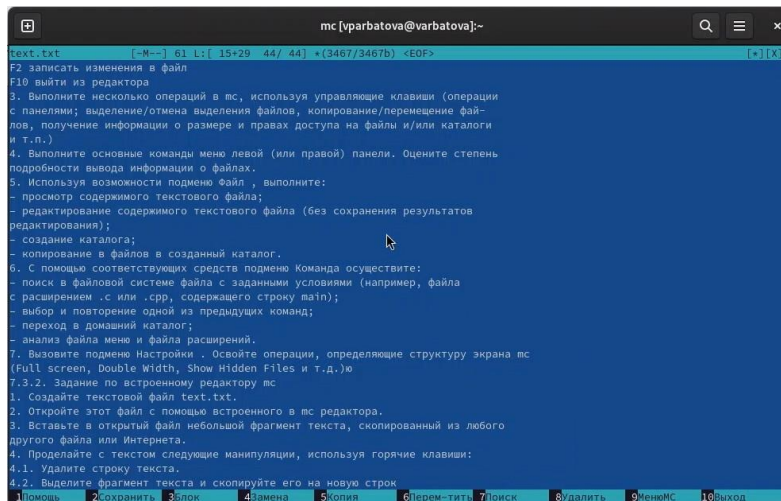 mc [vparbatova@varbatova]:~
text.txt [-M--] 61 L:[ 15+29 44/ 44] *(3467/3467b) <EOF> [*][X]
F2 записать изменения в файл
F10 выйти из редактора
3. Выполните несколько операций в mc, используя управляющие клавиши (операции
с панелями; выделение/отмена выделения файлов, копирование/перемещение фай-
лов, получение информации о размере и правах доступа на файлы и/или каталоги
и т.п.)
4. Выполните основные команды меню левой (или правой) панели. Оцените степень
подробности вывода информации о файлах.
5. Используя возможности подменю Файл , выполните:
– просмотр содержимого текстового файла;
– редактирование содержимого текстового файла (без сохранения результатов
редактирования);
– создание каталога;
– копирование в файлов в созданный каталог.
6. С помощью соответствующих средств подменю Команда осуществите:
– поиск в файловой системе файла с заданными условиями (например, файла
с расширением .c или .cpp, содержащего строку main);
– выбор и повторение одной из предыдущих команд;
– переход в домашний каталог;
– анализ файла меню и файла расширений.
7. Вызовите подменю Настройки . Освойте операции, определяющие структуру экрана mc
(Full screen, Double Width, Show Hidden Files и т.д.)ю
7.3.2. Задание по встроенному редактору mc
1. Создайте текстовой файл text.txt.
2. Откройте этот файл с помощью встроенного в mc редактора.
3. Вставьте в открытый файл небольшой фрагмент текста, скопированный из любого
другого файла или Интернета.
4. Проделайте с текстом следующие манипуляции, используя горячие клавиши:
4.1. Удалите строку текста.
4.2. Выделите фрагмент текста и скопируйте его на новую строк
1Помощь 2Сохранить 3Блок 4Замена 5Копия 6Перем~тить 7Поиск 8Удалить 9МенюMC 10Выход